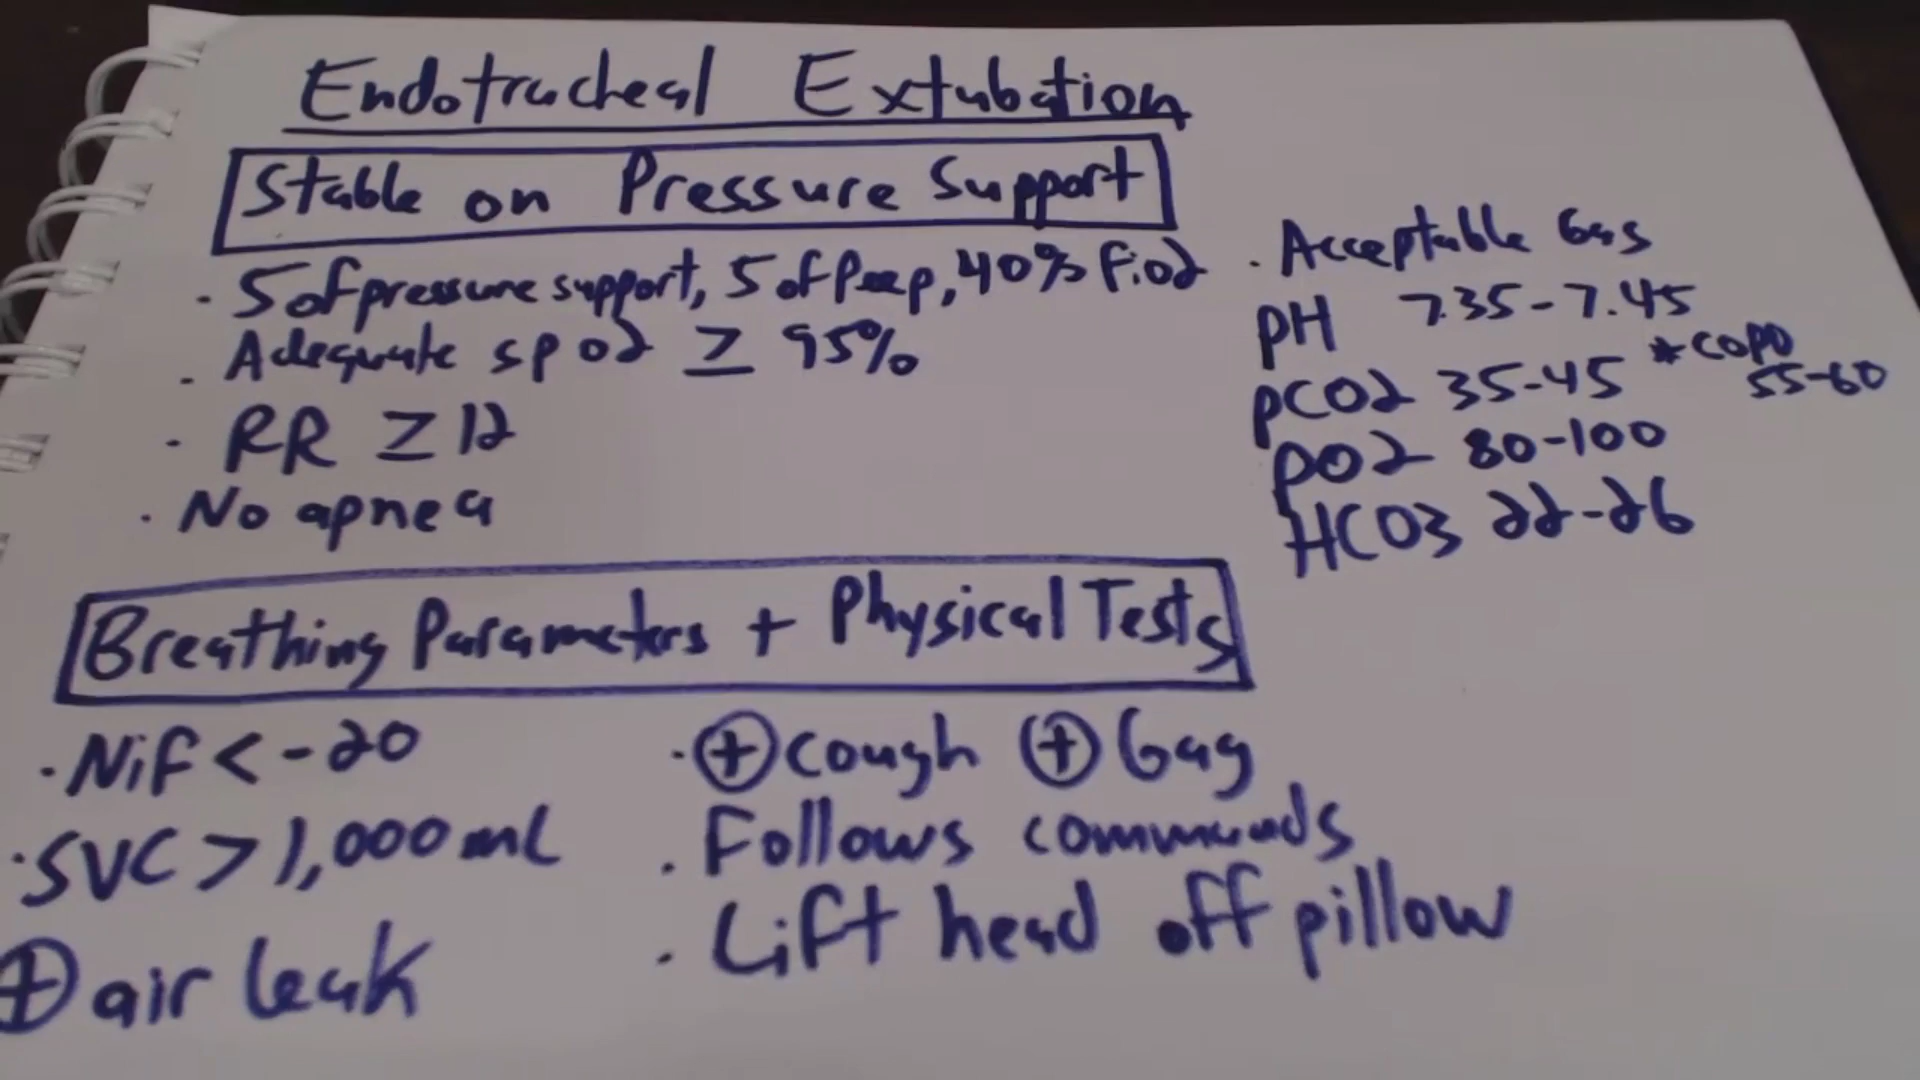 Endotracheal Extubation
Stable on Pressure Support
· 5 of pressure support, 5 of Peep, 40% Fio2
· Adequate spo2 ≥ 95%
· RR ≥ 12
· No apnea
· Acceptable Gas
pH 7.35-7.45
pCO2 35-45 *COPD 55-60
pO2 80-100
HCO3 22-26
Breathing Parameters + Physical Tests
· Nif < -20
· SVC > 1,000 mL
⊕ air leak
· ⊕ cough ⊕ Gag
· Follows commands
· Lift head off pillow